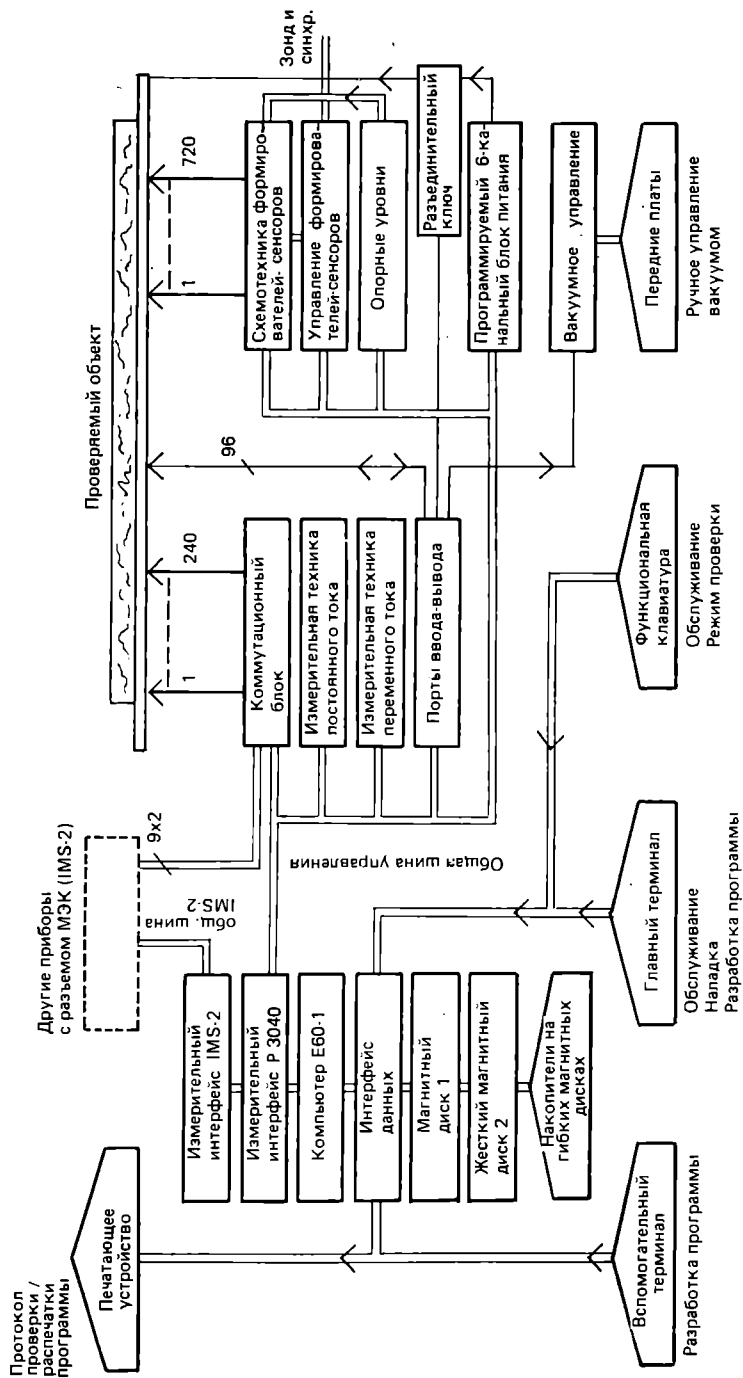 Протокол
проверки /
распечатки
программы
Печатающее
устройство
Вспомогательный
терминал
Разработка программы
Другие приборы
с разъемом МЭК (IMS-2)
общ. шина
IMS-2
9x2
Общая шина управления
Измерительный
интерфейс IMS-2
Измерительный
интерфейс Р 3040
Компьютер Е60-1
Интерфейс
данных
Магнитный
диск 1
Жесткий магнитный
диск 2
Накопители на
гибких магнитных
дисках
Главный терминал
Обслуживание
Наладка
Разработка программы
Проверяемый объект
1
240
96
1
720
Коммутационный
блок
Измерительная техника
постоянного тока
Измерительная техника
переменного тока
Порты ввода-вывода
Функциональная
клавиатура
Обслуживание
Режим проверки
Зонд и
синхр.
Схемотехника формиро-
вателей- сенсоров
Управление формирова-
телей-сенсоров
Опорные уровни
Разъединительный
ключ
Программируемый 6-ка-
нальный блок питания
Вакуумное управление
Передние платы
Ручное управление
вакуумом